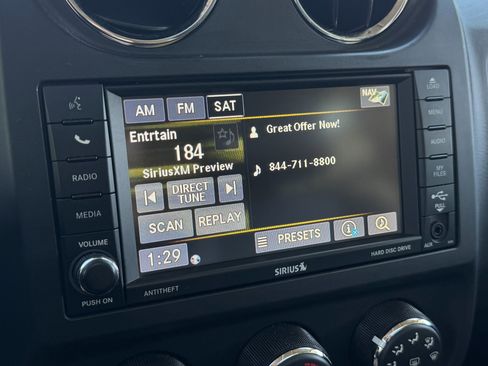 LOAD
MENU
AUDIO
MY FILES
PULL
AUX
RADIO
MEDIA
VOLUME
PUSH ON
ANTITHEFT
SIRIUS
HARD DISC DRIVE
AM FM SAT NAV
Entrtain
184
SiriusXM Preview
DIRECT TUNE
SCAN REPLAY
1:29
Great Offer Now!
844-711-8800
PRESETS